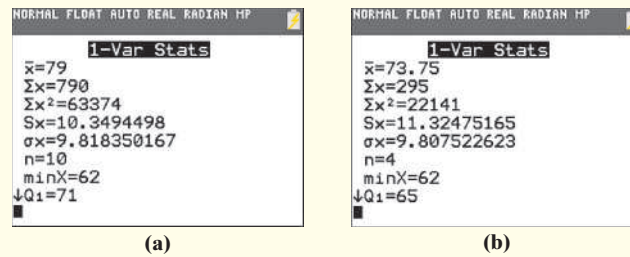 NORMAL FLOAT AUTO REAL RADIAN MP
1-Var Stats
x̄=79
Σx=790
Σx²=63374
Sx=10.3494498
σx=9.818350167
n=10
minX=62
↓Q₁=71
(a)
NORMAL FLOAT AUTO REAL RADIAN MP
1-Var Stats
x̄=73.75
Σx=295
Σx²=22141
Sx=11.32475165
σx=9.807522623
n=4
minX=62
↓Q₁=65
(b)